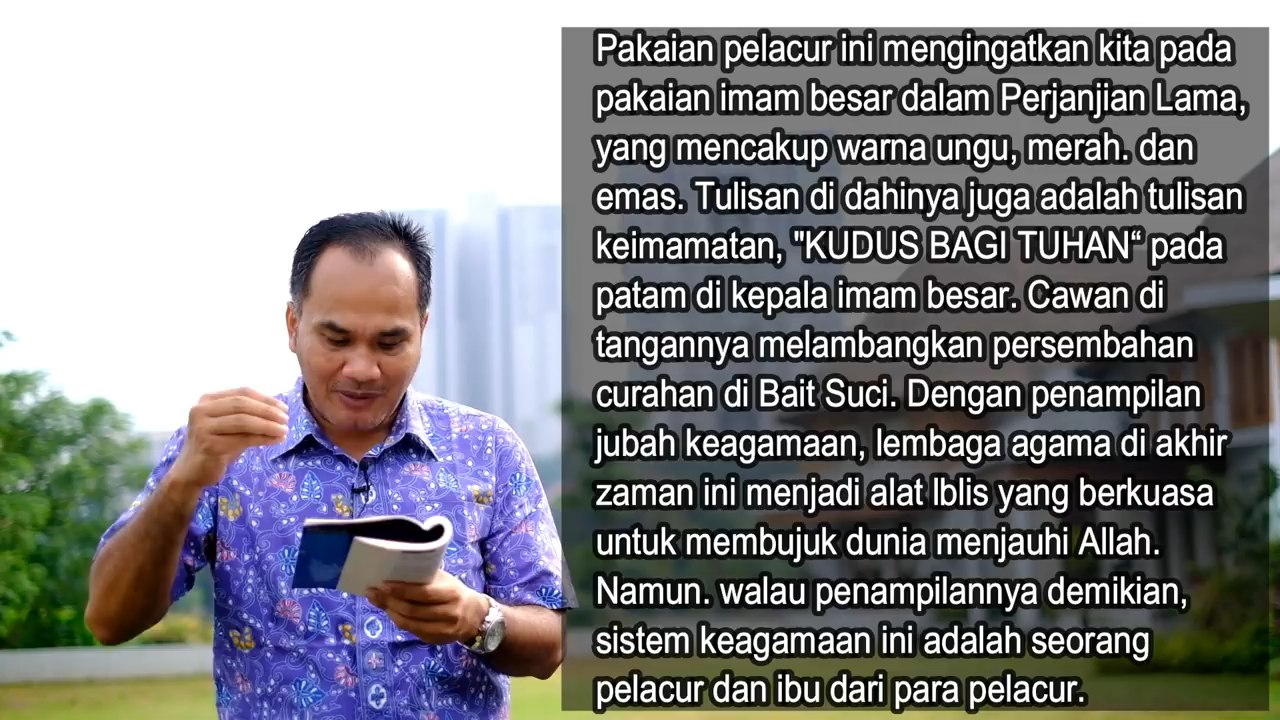 Pakaian pelacur ini mengingatkan kita pada
pakaian imam besar dalam Perjanjian Lama,
yang mencakup warna ungu, merah. dan
emas. Tulisan di dahinya juga adalah tulisan
keimamatan, "KUDUS BAGI TUHAN“ pada
patam di kepala imam besar. Cawan di
tangannya melambangkan persembahan
curahan di Bait Suci. Dengan penampilan
jubah keagamaan, lembaga agama di akhir
zaman ini menjadi alat Iblis yang berkuasa
untuk membujuk dunia menjauhi Allah.
Namun. walau penampilannya demikian,
sistem keagamaan ini adalah seorang
pelacur dan ibu dari para pelacur.